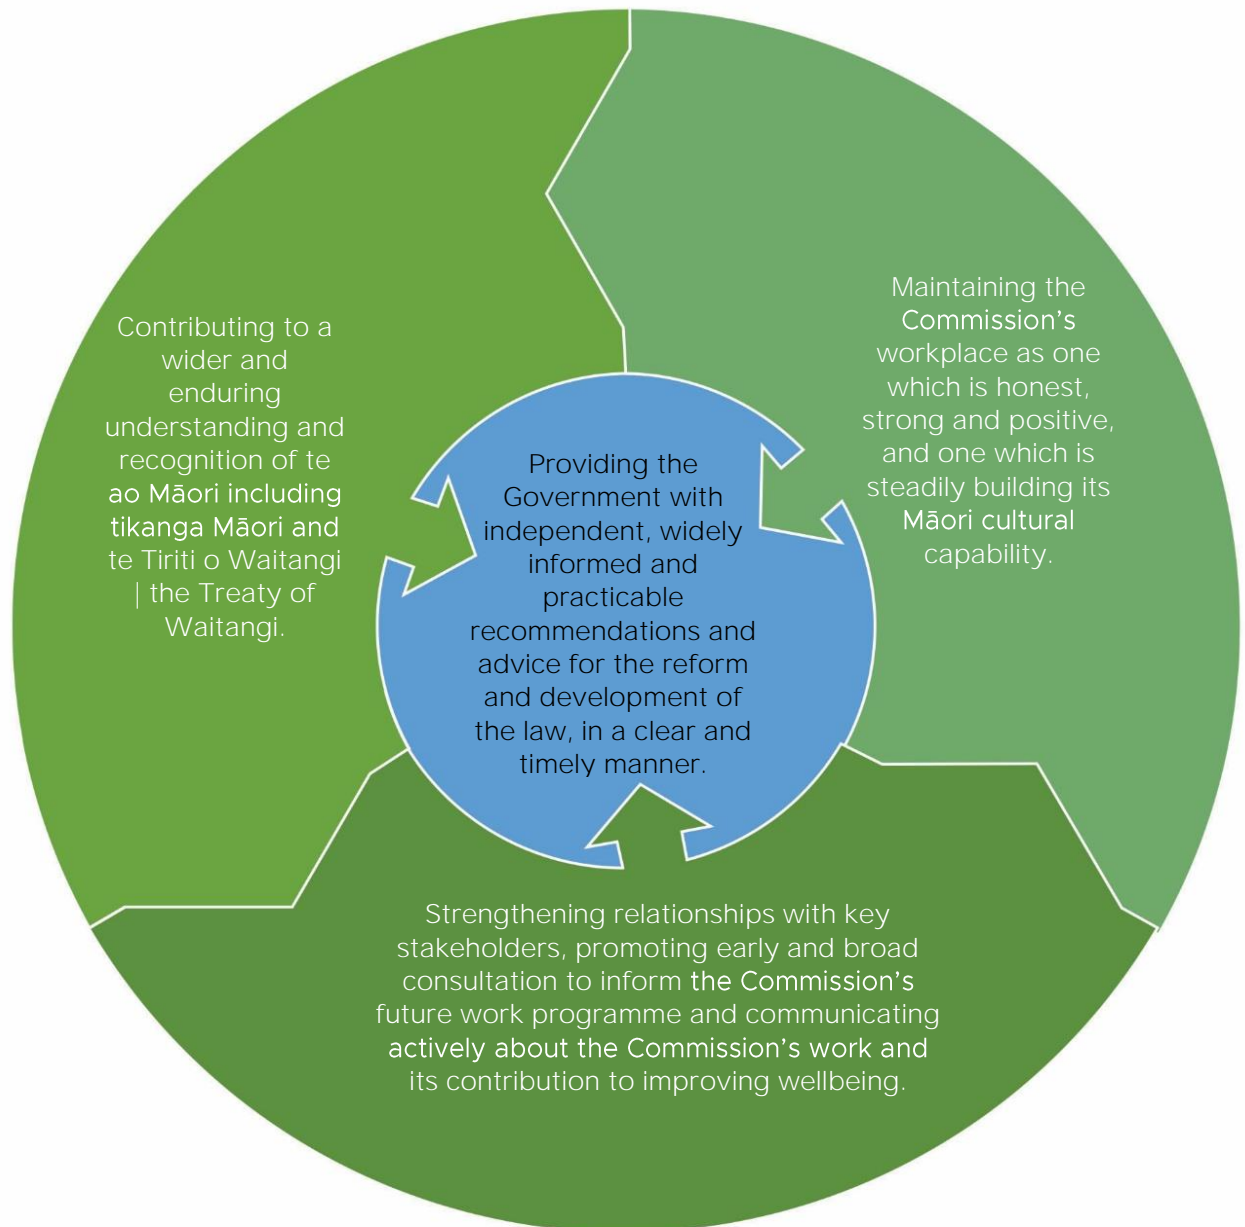 Contributing to a
wider and
enduring
understanding and
recognition of te
ao Māori including
tikanga Māori and
te Tiriti o Waitangi
| the Treaty of
Waitangi.
Maintaining the
Commission’s
workplace as one
which is honest,
strong and positive,
and one which is
steadily building its
Māori cultural
capability.
Providing the
Government with
independent, widely
informed and
practicable
recommendations and
advice for the reform
and development of
the law, in a clear and
timely manner.
Strengthening relationships with key
stakeholders, promoting early and broad
consultation to inform the Commission’s
future work programme and communicating
actively about the Commission’s work and
its contribution to improving wellbeing.